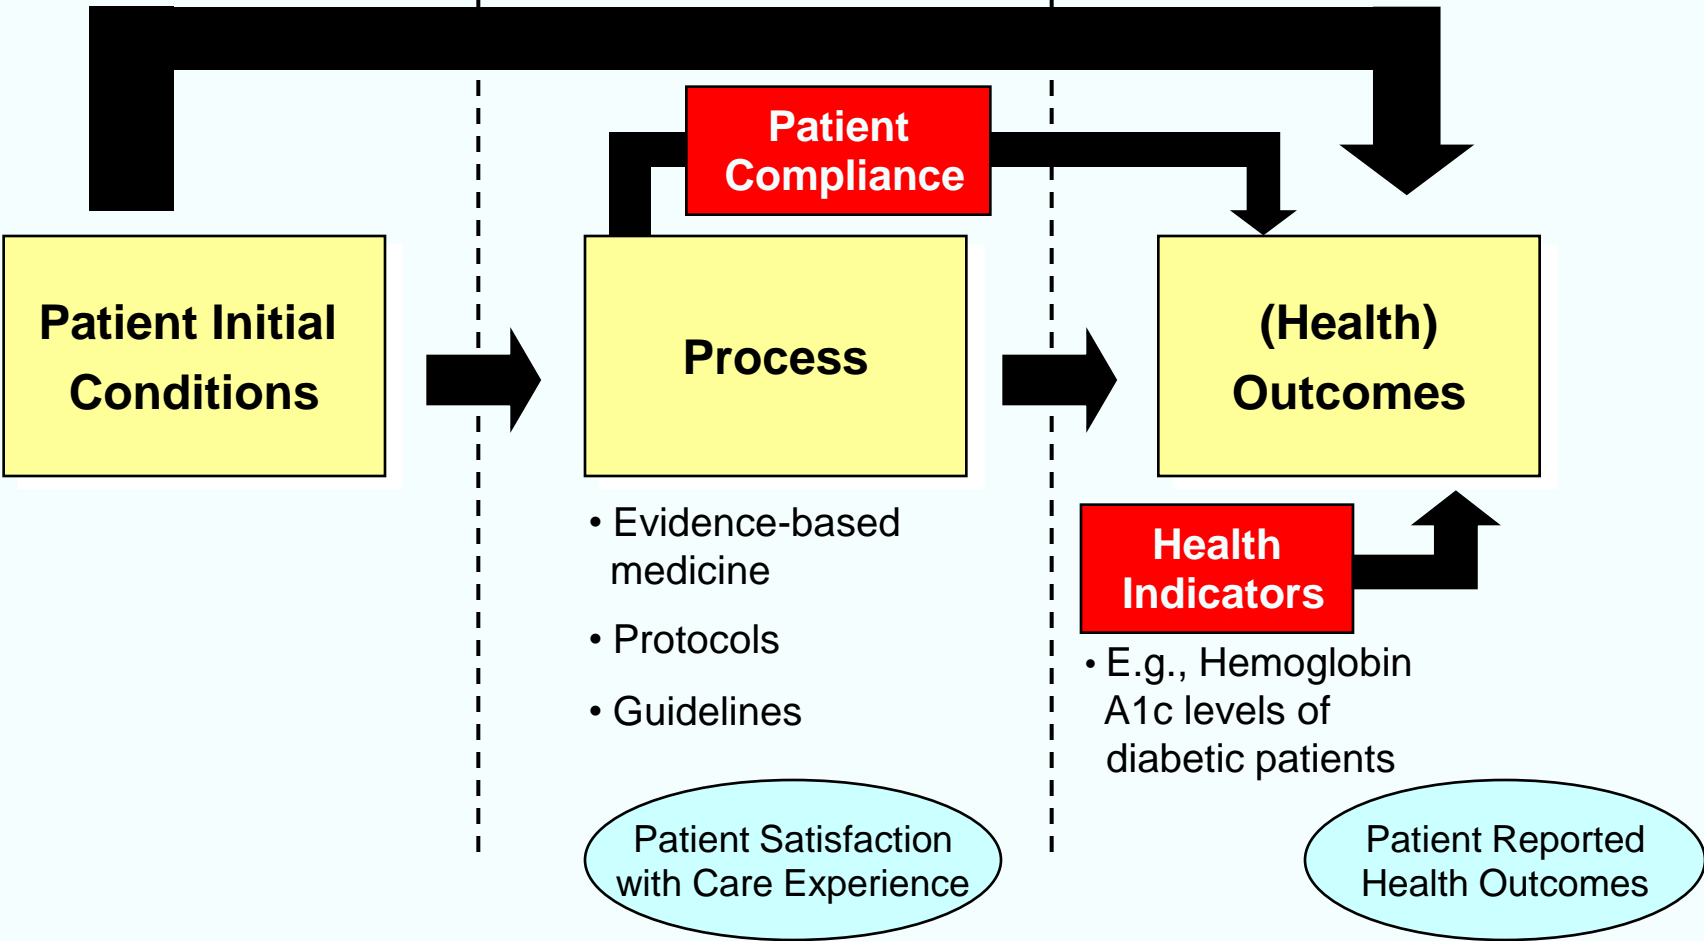 Patient
Compliance
Patient Initial
Conditions
Process
(Health)
Outcomes
• Evidence-based
medicine
• Protocols
• Guidelines
Health
Indicators
• E.g., Hemoglobin
A1c levels of
diabetic patients
Patient Satisfaction
with Care Experience
Patient Reported
Health Outcomes